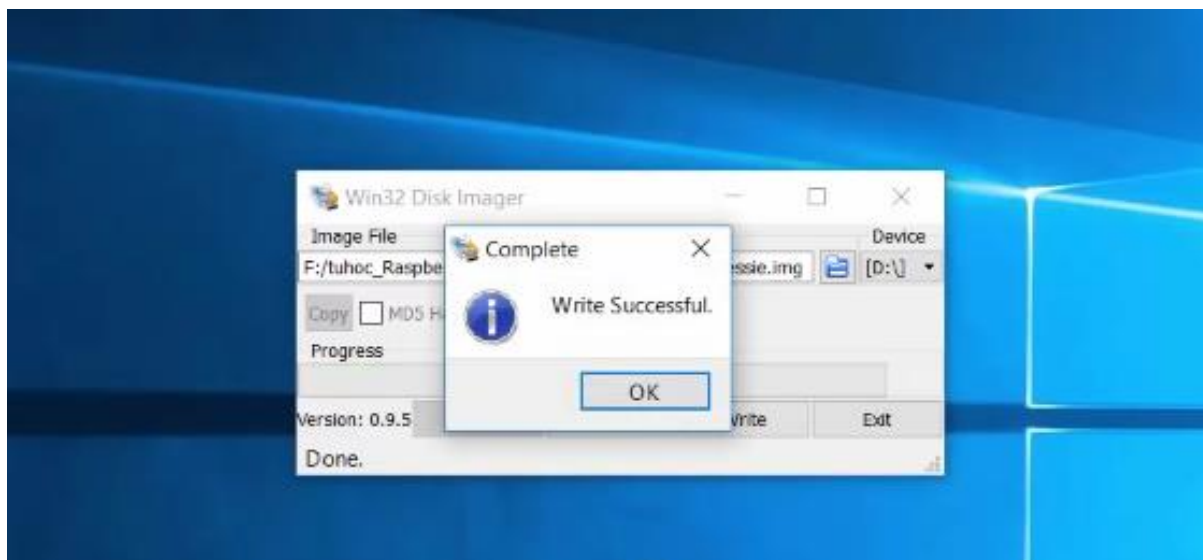 Win32 Disk Imager
Image File
Device
F:/tuhoc_Raspbe
essie.img
[D:\]
Copy
MD5 H
Progress
Complete
Write Successful.
OK
Version: 0.9.5
Write
Exit
Done.